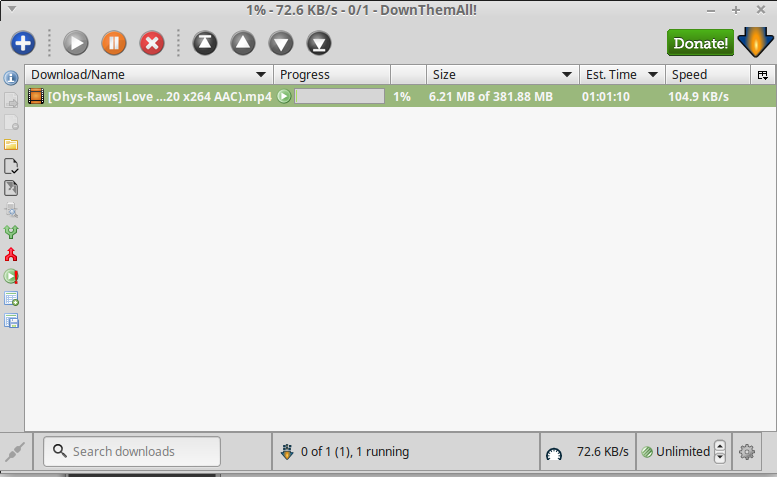 1% - 72.6 KB/s - 0/1 - DownThemAll!
Donate!
Download/Name Progress Size Est. Time Speed
[Ohys-Raws] Love ...20 x264 AAC).mp4 1% 6.21 MB of 381.88 MB 01:01:10 104.9 KB/s
Search downloads 0 of 1 (1), 1 running 72.6 KB/s Unlimited